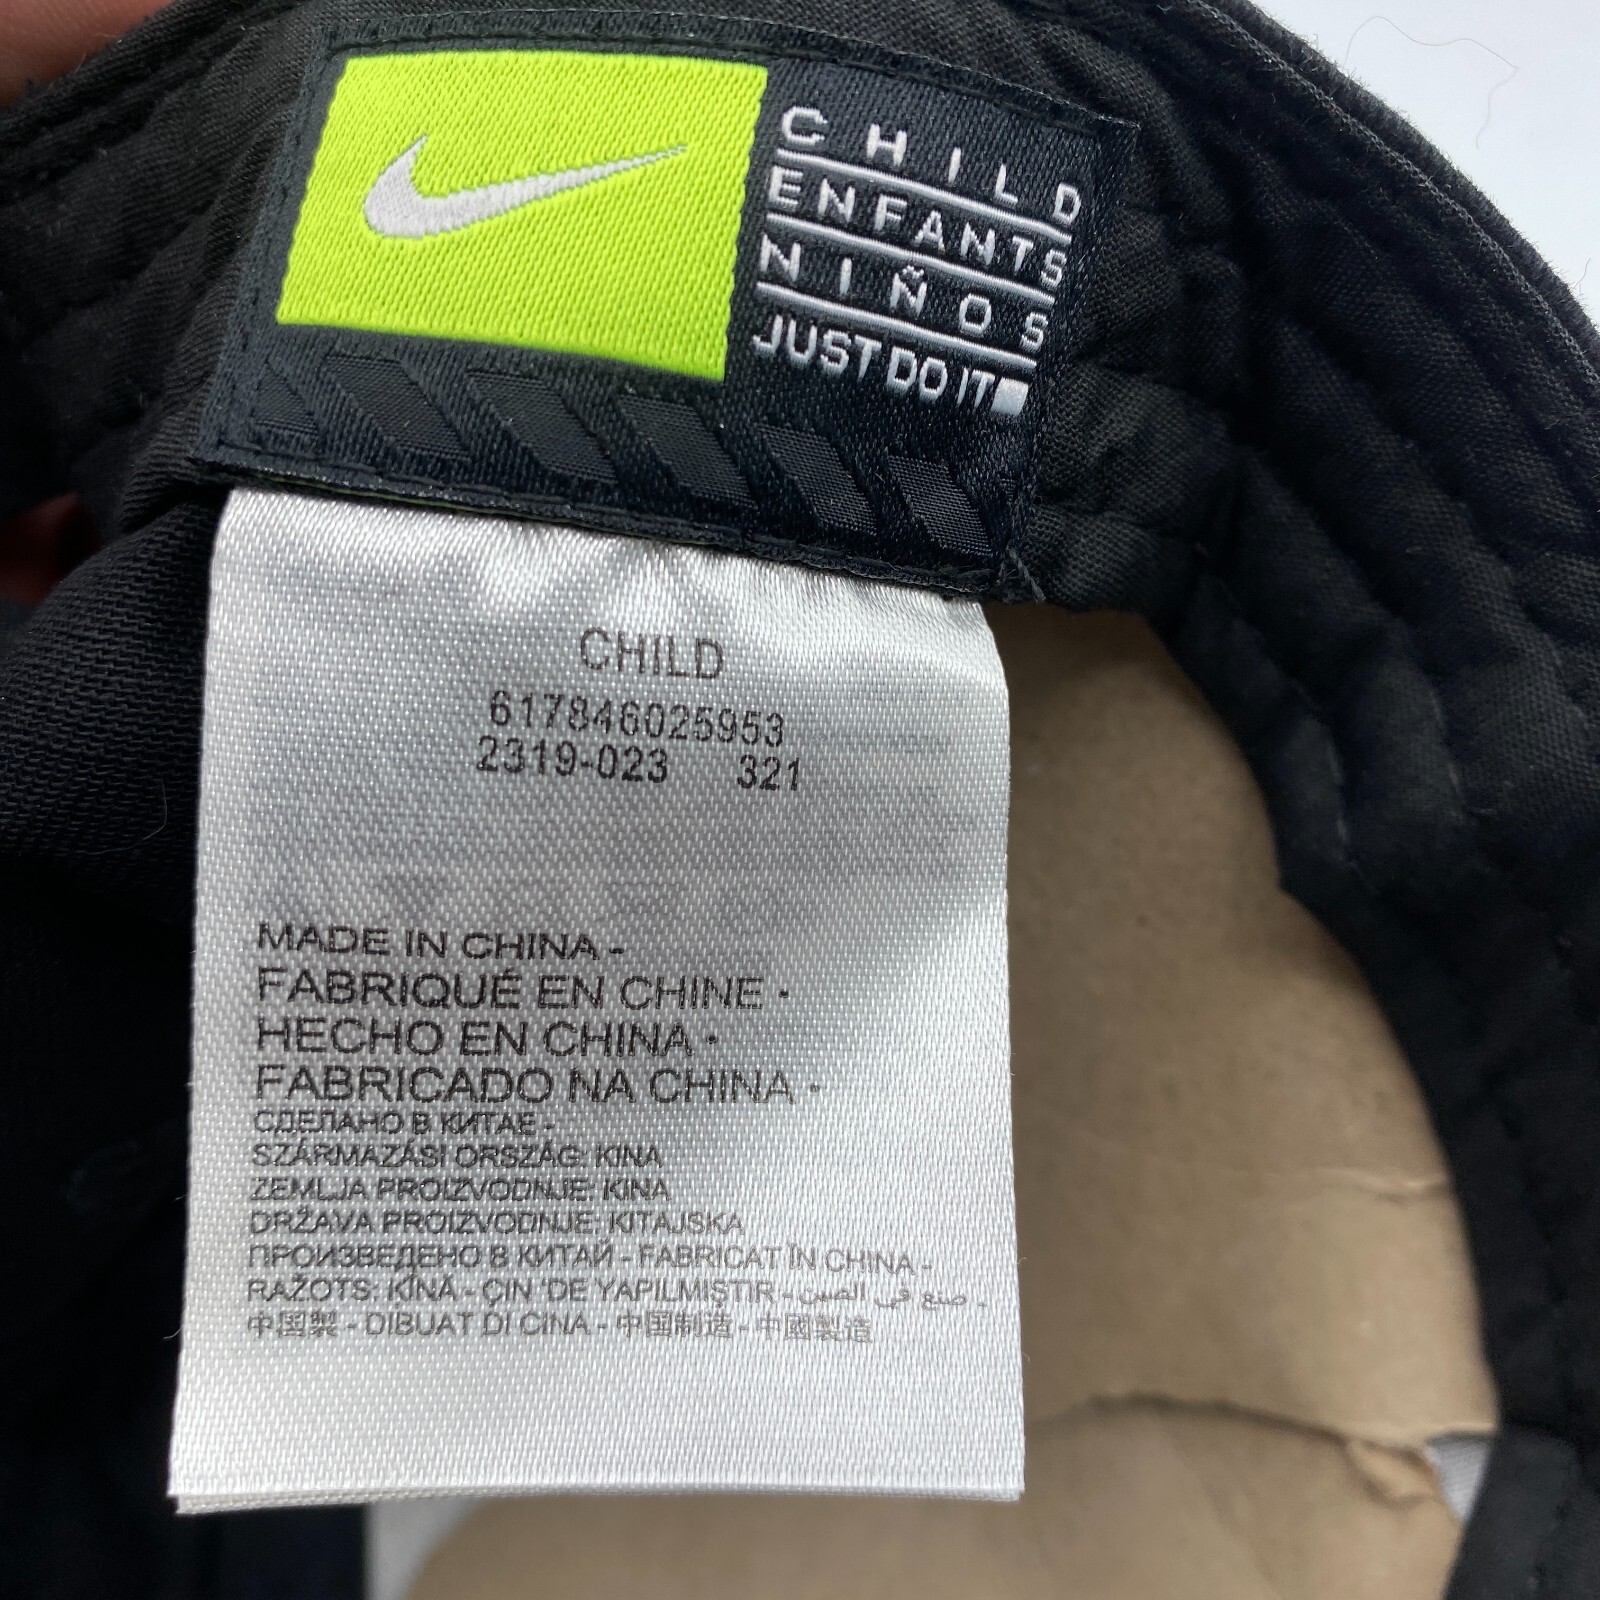 CHILD
ENFANTS
NIÑOS
JUST DO IT
CHILD
617846025953
2319-023 321
MADE IN CHINA -
FABRIQUÉ EN CHINE •
HECHO EN CHINA •
FABRICADO NA CHINA •
СДЕЛАНО В КИТАЕ -
SZÁRMAZÁSI ORSZÁG: KINA
ZEMLJA PROIZVODNJE: KINA
DRŽAVA PROIZVODNJE: KITAJSKA
ПРОИЗВЕДЕНО В КИТАЙ - FABRICAT ÎN CHINA -
RAŽOTS: ĶĪNĀ - ÇIN 'DE YAPILMIŞTIR - صنع في الصين -
中国製 - DIBUAT DI CINA - 中国制造 - 中國製造